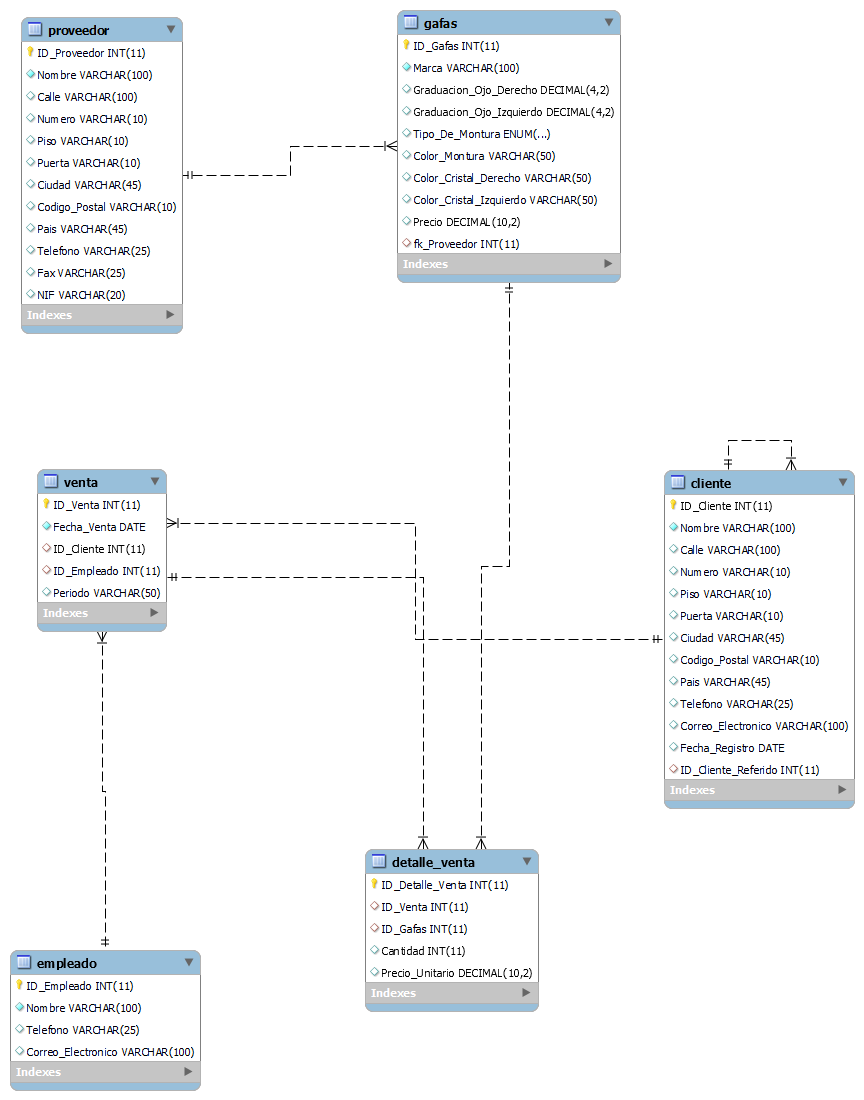 proveedor
ID_Proveedor INT(11)
Nombre VARCHAR(100)
Calle VARCHAR(100)
Numero VARCHAR(10)
Piso VARCHAR(10)
Puerta VARCHAR(10)
Ciudad VARCHAR(45)
Codigo_Postal VARCHAR(10)
Pais VARCHAR(45)
Telefono VARCHAR(25)
Fax VARCHAR(25)
NIF VARCHAR(20)
Indexes
gafas
ID_Gafas INT(11)
Marca VARCHAR(100)
Graduacion_Ojo_Derecho DECIMAL(4,2)
Graduacion_Ojo_Izquierdo DECIMAL(4,2)
Tipo_De_Montura ENUM(...)
Color_Montura VARCHAR(50)
Color_Cristal_Derecho VARCHAR(50)
Color_Cristal_Izquierdo VARCHAR(50)
Precio DECIMAL(10,2)
fk_Proveedor INT(11)
Indexes
venta
ID_Venta INT(11)
Fecha_Venta DATE
ID_Cliente INT(11)
ID_Empleado INT(11)
Periodo VARCHAR(50)
Indexes
cliente
ID_Cliente INT(11)
Nombre VARCHAR(100)
Calle VARCHAR(100)
Numero VARCHAR(10)
Piso VARCHAR(10)
Puerta VARCHAR(10)
Ciudad VARCHAR(45)
Codigo_Postal VARCHAR(10)
Pais VARCHAR(45)
Telefono VARCHAR(25)
Correo_Electronico VARCHAR(100)
Fecha_Registro DATE
ID_Cliente_Referido INT(11)
Indexes
detalle_venta
ID_Detalle_Venta INT(11)
ID_Venta INT(11)
ID_Gafas INT(11)
Cantidad INT(11)
Precio_Unitario DECIMAL(10,2)
Indexes
empleado
ID_Empleado INT(11)
Nombre VARCHAR(100)
Telefono VARCHAR(25)
Correo_Electronico VARCHAR(100)
Indexes